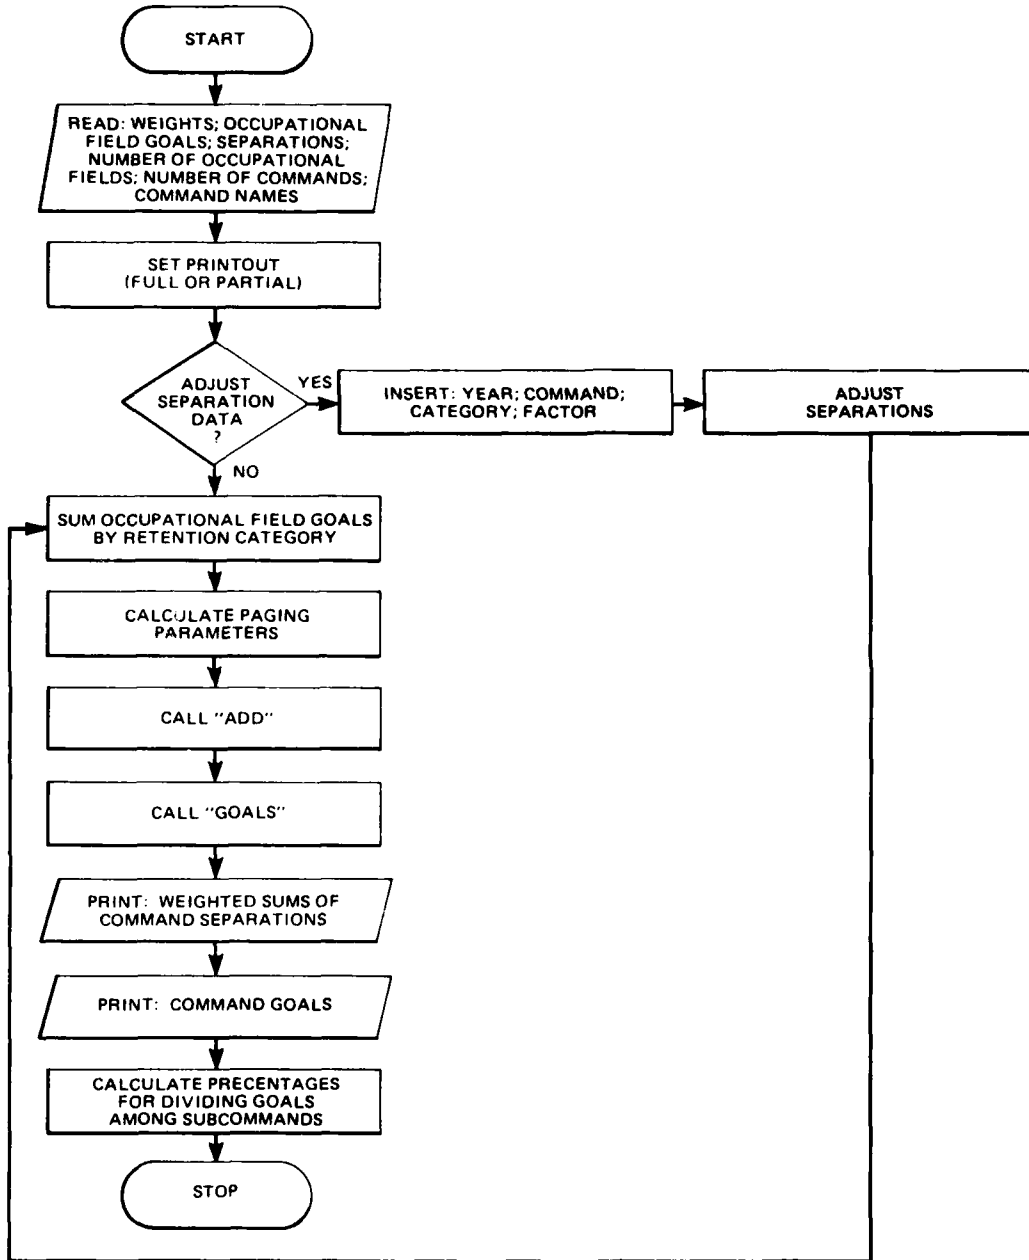 START
READ: WEIGHTS; OCCUPATIONAL
FIELD GOALS; SEPARATIONS;
NUMBER OF OCCUPATIONAL
FIELDS; NUMBER OF COMMANDS;
COMMAND NAMES
SET PRINTOUT
(FULL OR PARTIAL)
ADJUST
SEPARATION
DATA
?
YES
INSERT: YEAR; COMMAND;
CATEGORY; FACTOR
ADJUST
SEPARATIONS
NO
SUM OCCUPATIONAL FIELD GOALS
BY RETENTION CATEGORY
CALCULATE PAGING
PARAMETERS
CALL "ADD"
CALL "GOALS"
PRINT: WEIGHTED SUMS OF
COMMAND SEPARATIONS
PRINT: COMMAND GOALS
CALCULATE PRECENTAGES
FOR DIVIDING GOALS
AMONG SUBCOMMANDS
STOP